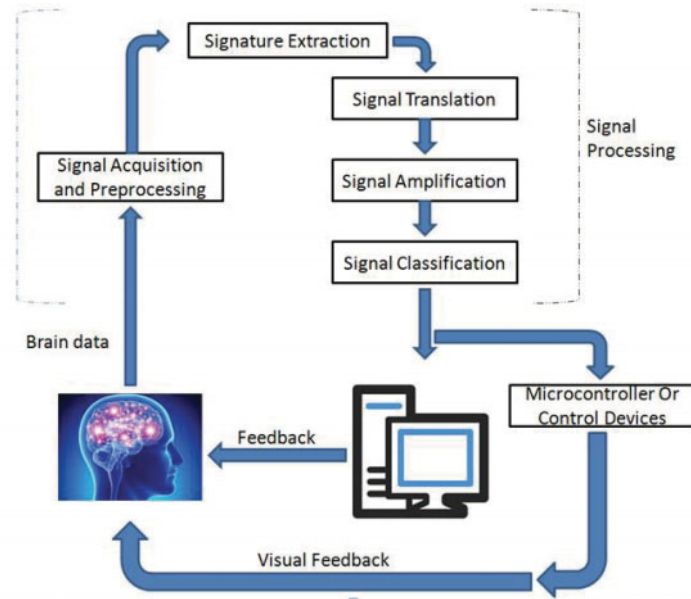 Signature Extraction
Signal Translation
Signal
Processing
Signal Acquisition
and Preprocessing
Signal Amplification
Signal Classification
Brain data
Microcontroller Or
Control Devices
Feedback
Visual Feedback